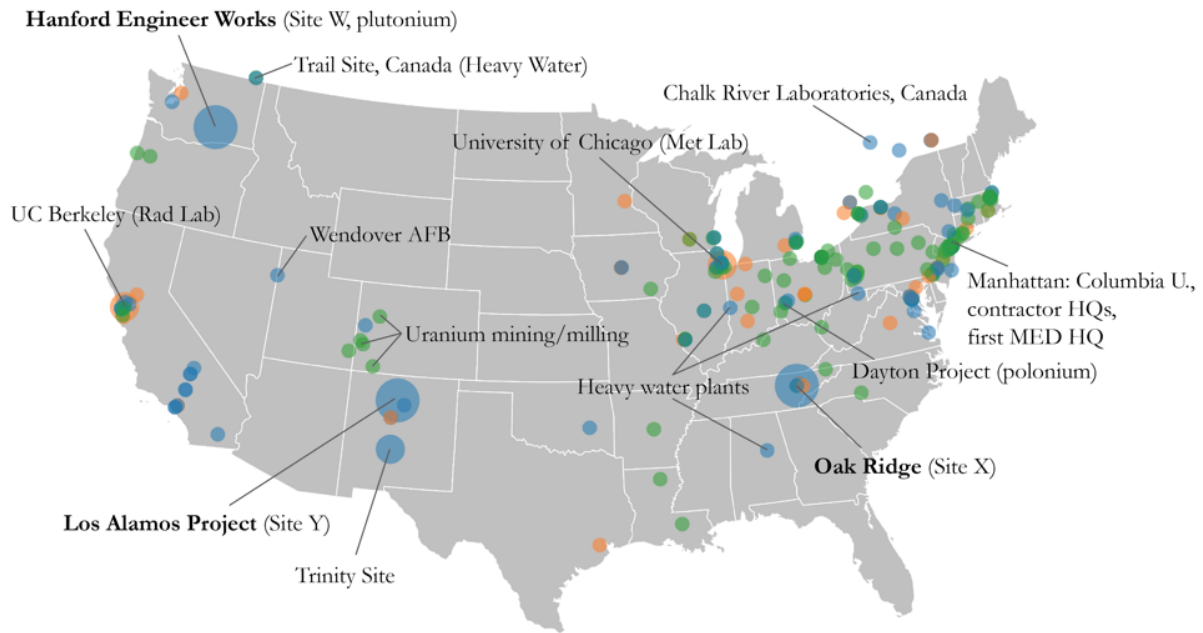 Hanford Engineer Works (Site W, plutonium)
Trail Site, Canada (Heavy Water)
Chalk River Laboratories, Canada
University of Chicago (Met Lab)
UC Berkeley (Rad Lab)
Wendover AFB
Manhattan: Columbia U.,
contractor HQs,
first MED HQ
Uranium mining/milling
Dayton Project (polonium)
Heavy water plants
Oak Ridge (Site X)
Los Alamos Project (Site Y)
Trinity Site